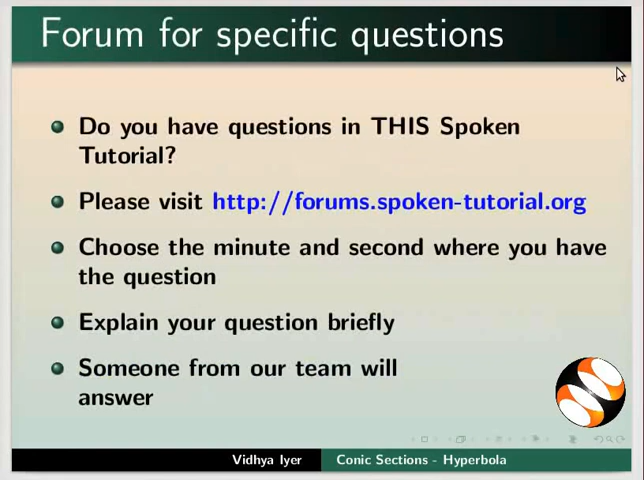 Forum for specific questions
Do you have questions in THIS Spoken
Tutorial?
Please visit http://forums.spoken-tutorial.org
Choose the minute and second where you have
the question
Explain your question briefly
Someone from our team will
answer
Vidhya Iyer
Conic Sections - Hyperbola